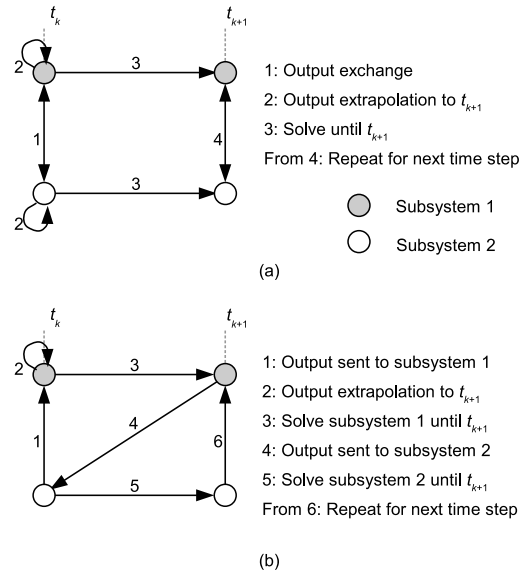 t_k t_{k+1}
2 3
1 4
3
2
1: Output exchange
2: Output extrapolation to t_{k+1}
3: Solve until t_{k+1}
From 4: Repeat for next time step
Subsystem 1
Subsystem 2
(a)
t_k t_{k+1}
2 3
4
1 6
5
1: Output sent to subsystem 1
2: Output extrapolation to t_{k+1}
3: Solve subsystem 1 until t_{k+1}
4: Output sent to subsystem 2
5: Solve subsystem 2 until t_{k+1}
From 6: Repeat for next time step
(b)